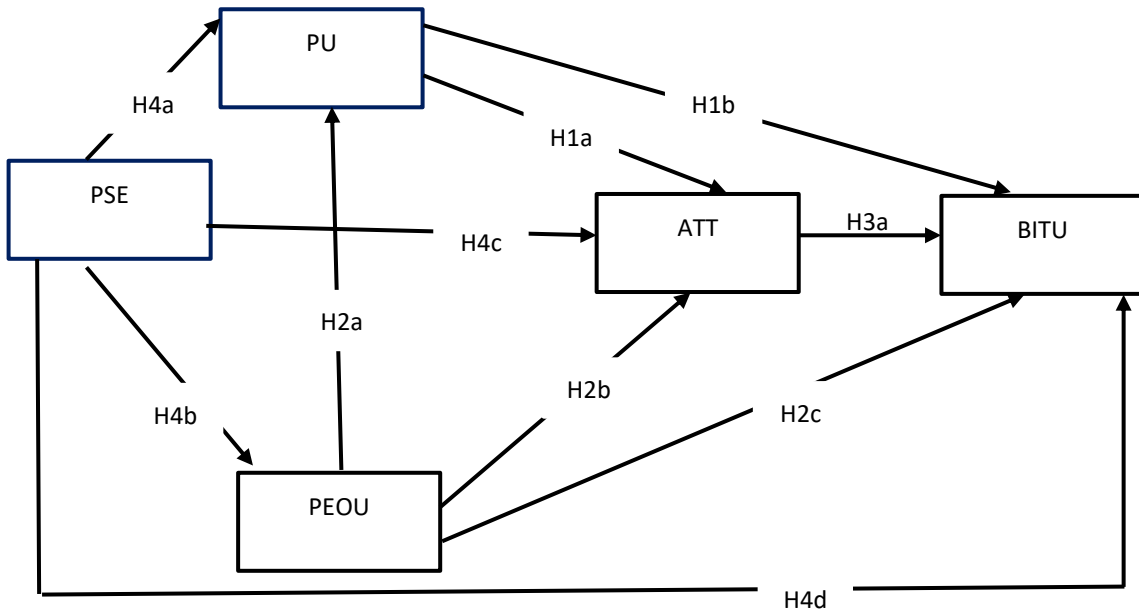 PU
H4a
H1b
H1a
PSE
ATT
H3a
BITU
H4c
H2a
H2b
H4b
H2c
PEOU
H4d